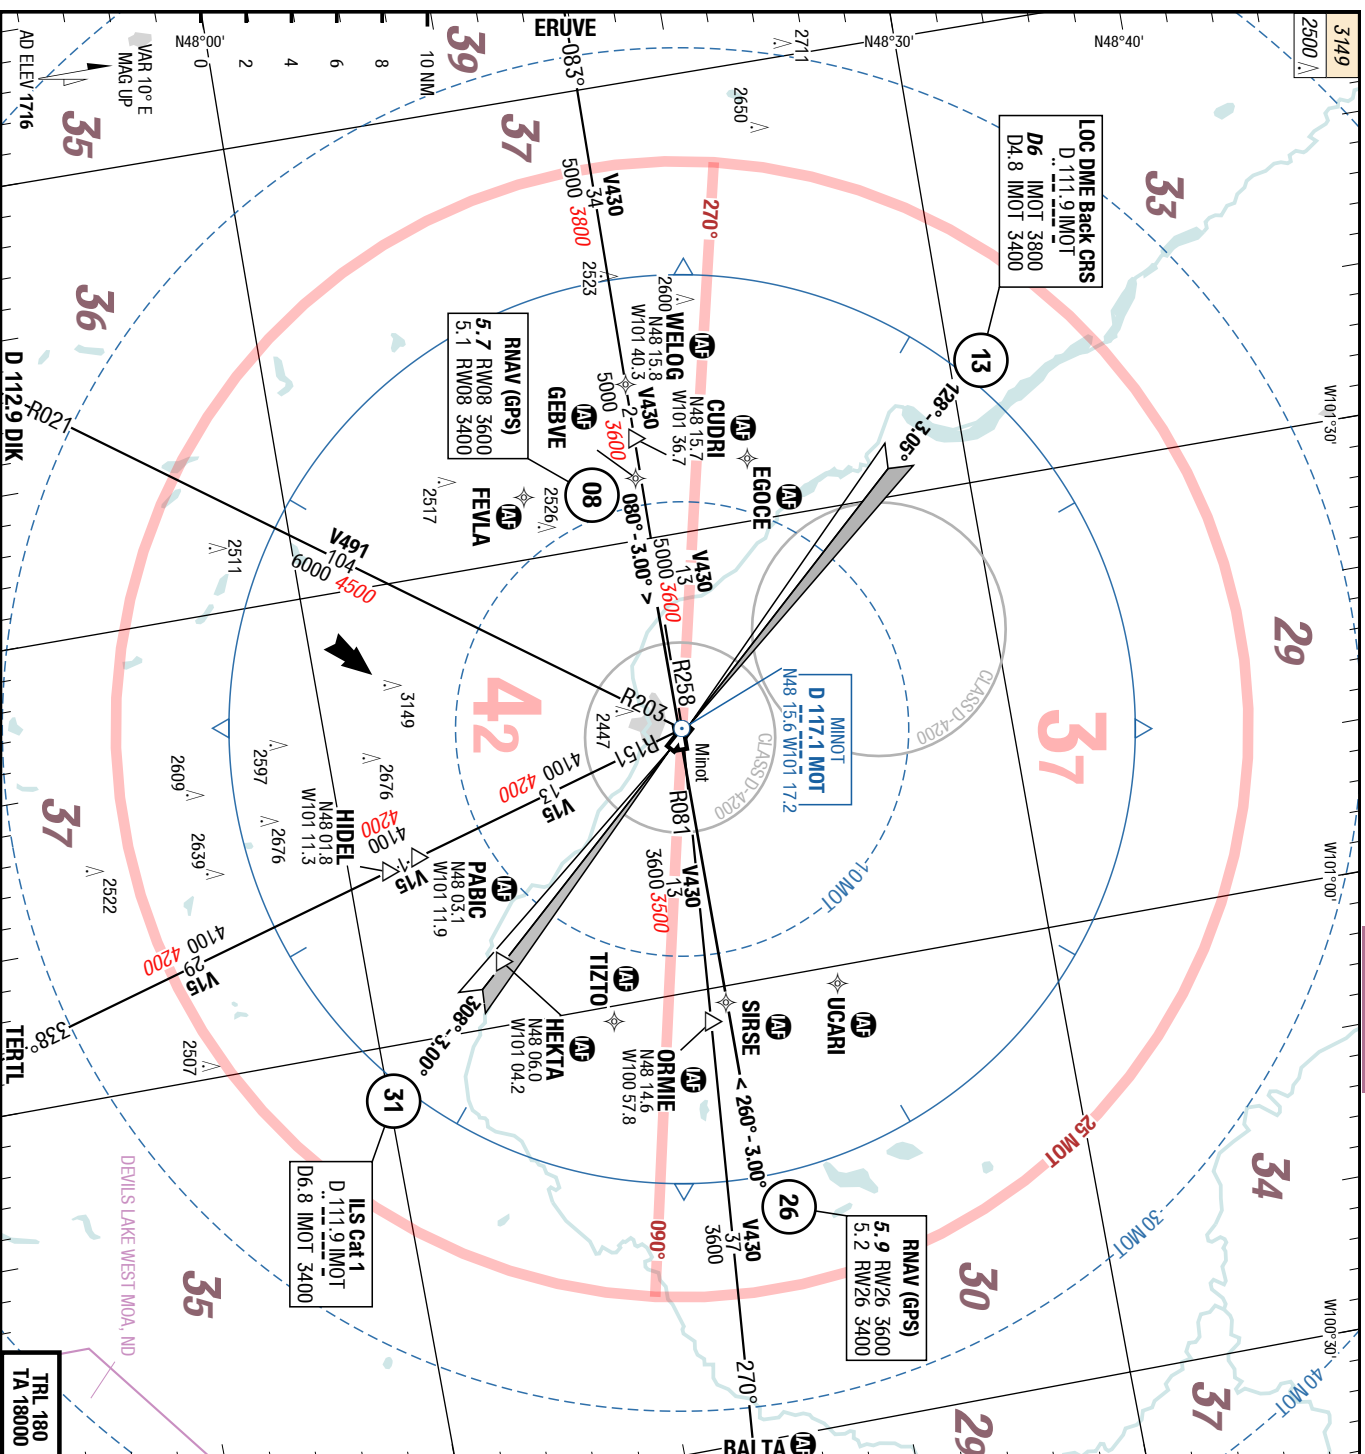 3149
2500
N48°40'
N48°30'
2711
ERUVE
083°
39
10 NM
8
6
4
2
0
N48°00'
VAR 10° E
MAG UP
AD ELEV 1716
35
37
2650
33
LOC DME Back CRS
D 111.9 IMOT
D6 IMOT 3800
D4.8 IMOT 3400
13
128° - 3.05°
270°
V430
34
5000 3800
2523
2600
IAF
WELOG
N48 15.8
W101 40.3
V430
2
5000 3600
IAF
CUDRI
N48 15.7
W101 36.7
IAF
EGOCE
IAF
GEBVE
RNAV (GPS)
5.7 RW08 3600
5.1 RW08 3400
08
080° - 3.00° >
IAF
FEVLA
2526
2517
2511
36
D 112.9 DIK
R021
V491
104
6000 4500
V430
13
5000 3600
R258
R203
R151
R081
2447
Minot
CLASS D-4200
CLASS D-4200
MINOT
D 117.1 MOT
N48 15.6 W101 17.2
W101°30'
29
37
42
3149
2676
2597
2609
2676
2639
2522
37
4100
13
V15
4200
4100
1
V15
4200
HIDEL
N48 01.8
W101 11.3
IAF
PABIC
N48 03.1
W101 11.9
4100
29
V15
4200
338°
TERTL
2507
V430
13
3600 3500
10 MOT
W101°00'
IAF
TIZTO
IAF
HEKTA
N48 06.0
W101 04.2
IAF
ORMIE
N48 14.6
W100 57.8
IAF
SIRSE
IAF
UCARI
< 260° - 3.00°
26
308° - 3.00°
31
ILS Cat 1
D 111.9 IMOT
D6.8 IMOT 3400
RNAV (GPS)
5.9 RW26 3600
5.2 RW26 3400
V430
37
3600
090°
270°
25 MOT
30 MOT
40 MOT
34
30
37
29
35
W100°30'
DEVILS LAKE WEST MOA, ND
IAF
BALTA
TRL 180
TA 18000